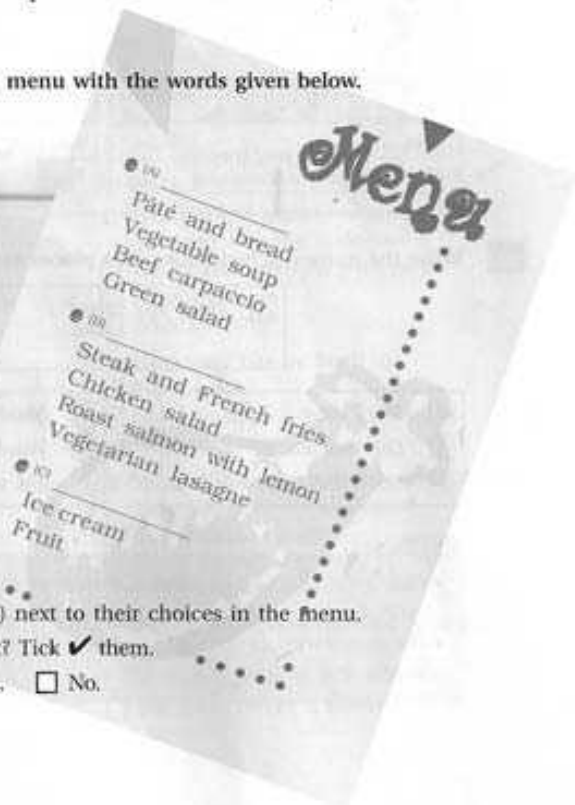 menu with the words given below.
Menu
(A)
Pâté and bread
Vegetable soup
Beef carpaccio
Green salad
(B)
Steak and French fries
Chicken salad
Roast salmon with lemon
Vegetarian lasagne
(C)
Ice cream
Fruit
) next to their choices in the menu.
? Tick ✔ them.
. ☐ No.